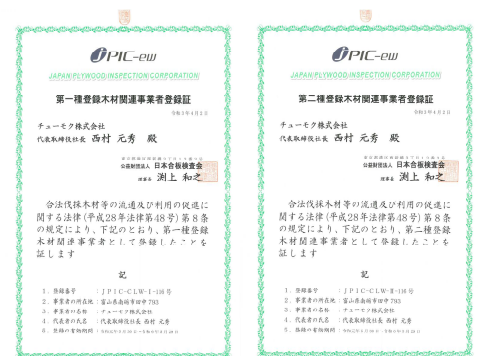 JPIC-ew
JAPAN PLYWOOD INSPECTION CORPORATION
第一種登録木材関連事業者登録証
令和3年4月2日
チューモク株式会社
代表取締役社長 西村 元秀 殿
公益財団法人 日本合板検査会
理事長 渕上 和之
合法伐採木材等の流通及び利用の促進に
関する法律(平成28年法律第48号)第8条
の規定により、下記のとおり、第一種登録
木材関連事業者として登録したことを
証します
記
1. 登録番号 : JPIC-CLW-Ⅰ-116号
2. 事業者の所在地 : 富山県南砺市田中793
3. 事業者の名称 : チューモク株式会社
4. 代表者の氏名 : 代表取締役社長 西村 元秀
5. 登録の有効期間 :
JPIC-ew
JAPAN PLYWOOD INSPECTION CORPORATION
第二種登録木材関連事業者登録証
令和3年4月2日
チューモク株式会社
代表取締役社長 西村 元秀 殿
公益財団法人 日本合板検査会
理事長 渕上 和之
合法伐採木材等の流通及び利用の促進に
関する法律(平成28年法律第48号)第8条
の規定により、下記のとおり、第二種登録
木材関連事業者として登録したことを
証します
記
1. 登録番号 : JPIC-CLW-Ⅱ-116号
2. 事業者の所在地 : 富山県南砺市田中793
3. 事業者の名称 : チューモク株式会社
4. 代表者の氏名 : 代表取締役社長 西村 元秀
5. 登録の有効期間 :